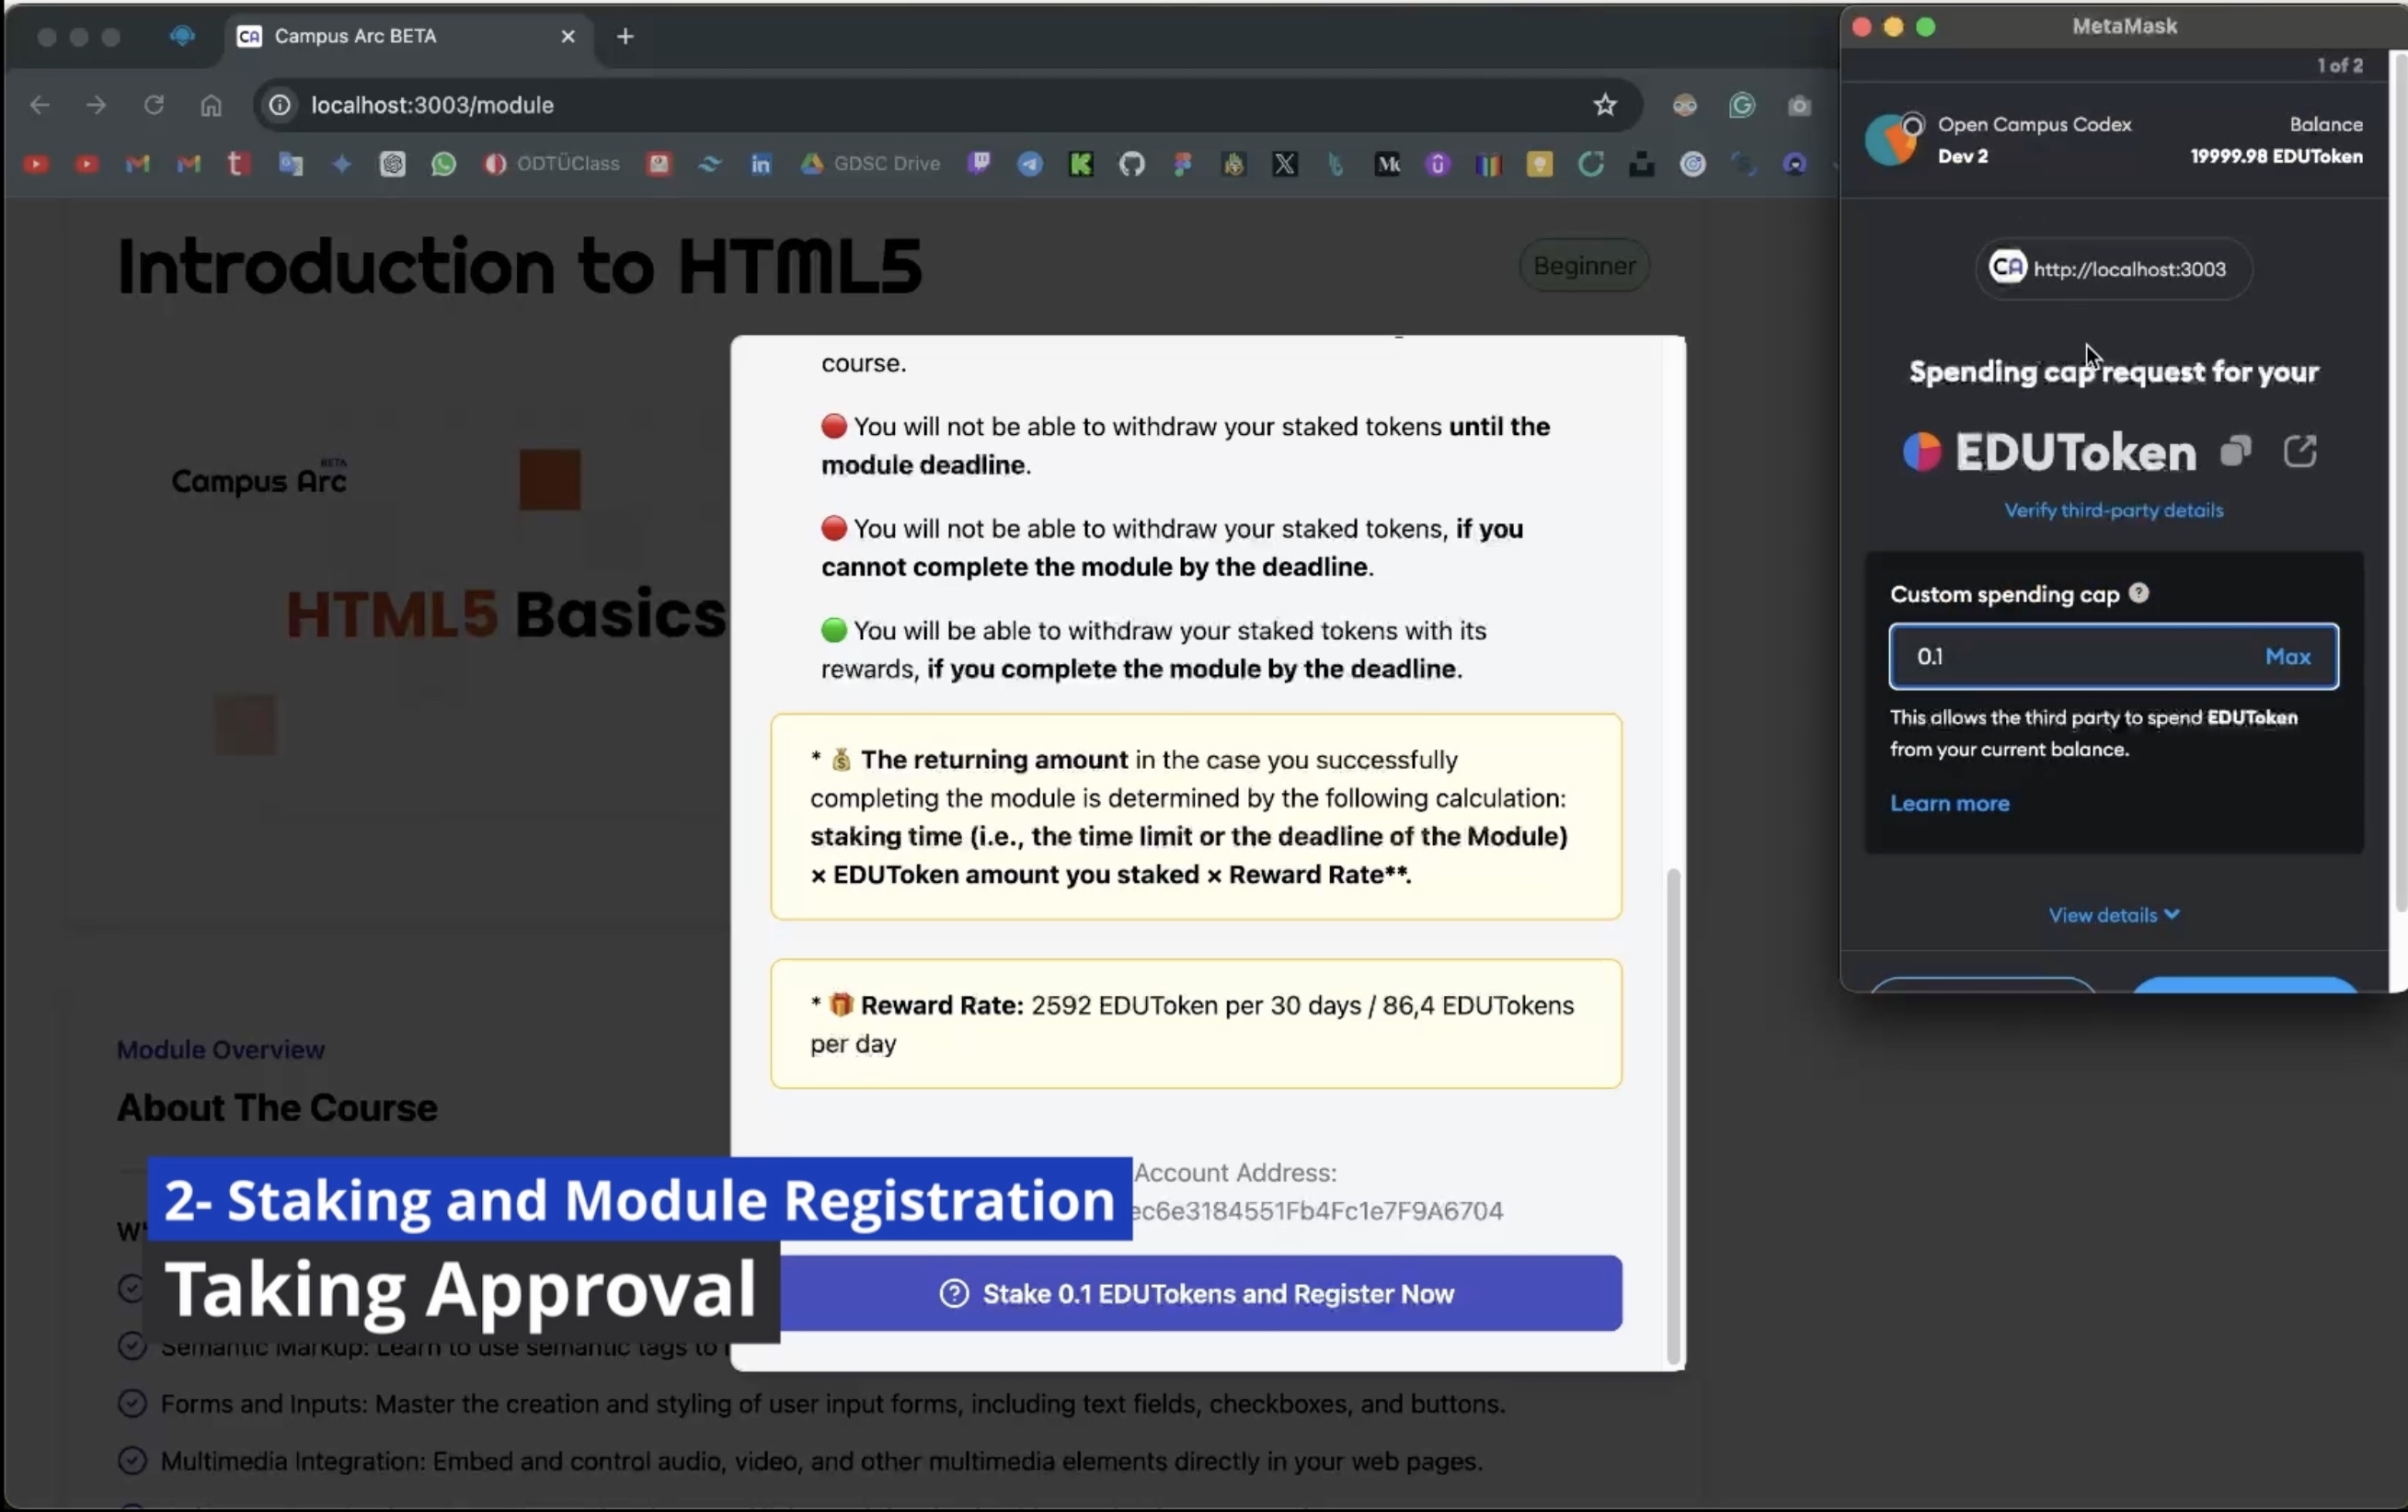 Campus Arc BETA
localhost:3003/module
ODTÜClass
GDSC Drive
Introduction to HTML5
Beginner
Campus Arc
BETA
HTML5 Basics
Module Overview
About The Course
course.
🔴 You will not be able to withdraw your staked tokens until the
module deadline.
🔴 You will not be able to withdraw your staked tokens, if you
cannot complete the module by the deadline.
🟢 You will be able to withdraw your staked tokens with its
rewards, if you complete the module by the deadline.
* 💰 The returning amount in the case you successfully
completing the module is determined by the following calculation:
staking time (i.e., the time limit or the deadline of the Module)
× EDUToken amount you staked × Reward Rate**.
* 🎁 Reward Rate: 2592 EDUToken per 30 days / 86,4 EDUTokens
per day
Account Address:
ec6e3184551Fb4Fc1e7F9A6704
Stake 0.1 EDUTokens and Register Now
2- Staking and Module Registration
Taking Approval
Semantic Markup: Learn to use semantic tags to
Forms and Inputs: Master the creation and styling of user input forms, including text fields, checkboxes, and buttons.
Multimedia Integration: Embed and control audio, video, and other multimedia elements directly in your web pages.
MetaMask
1 of 2
Open Campus Codex
Dev 2
Balance
19999.98 EDUToken
CA http://localhost:3003
Spending cap request for your
EDUToken
Verify third-party details
Custom spending cap
0.1
Max
This allows the third party to spend EDUToken
from your current balance.
Learn more
View details